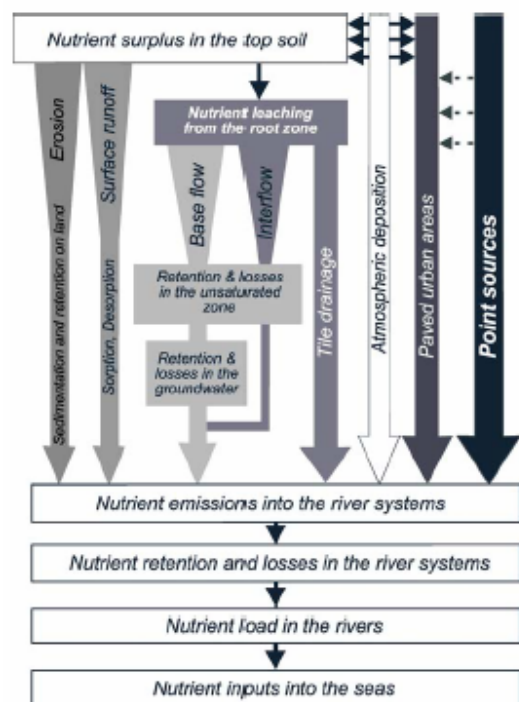 Nutrient surplus in the top soil
Erosion
Sedimentation and retention on land
Surface runoff
Sorption, Desorption
Nutrient leaching
from the root zone
Base flow
Interflow
Retention & losses
in the unsaturated
zone
Retention &
losses in the
groundwater
Tile drainage
Atmospheric deposition
Paved urban areas
Point sources
Nutrient emissions into the river systems
Nutrient retention and losses in the river systems
Nutrient load in the rivers
Nutrient inputs into the seas